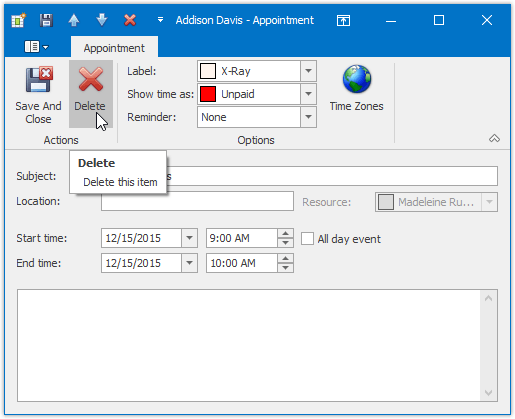 Addison Davis - Appointment
Appointment
Save And Close
Delete
Label: X-Ray
Show time as: Unpaid
Reminder: None
Time Zones
Actions
Options
Delete
Delete this item
Subject:
Location:
Resource: Madeleine Ru...
Start time: 12/15/2015 9:00 AM All day event
End time: 12/15/2015 10:00 AM